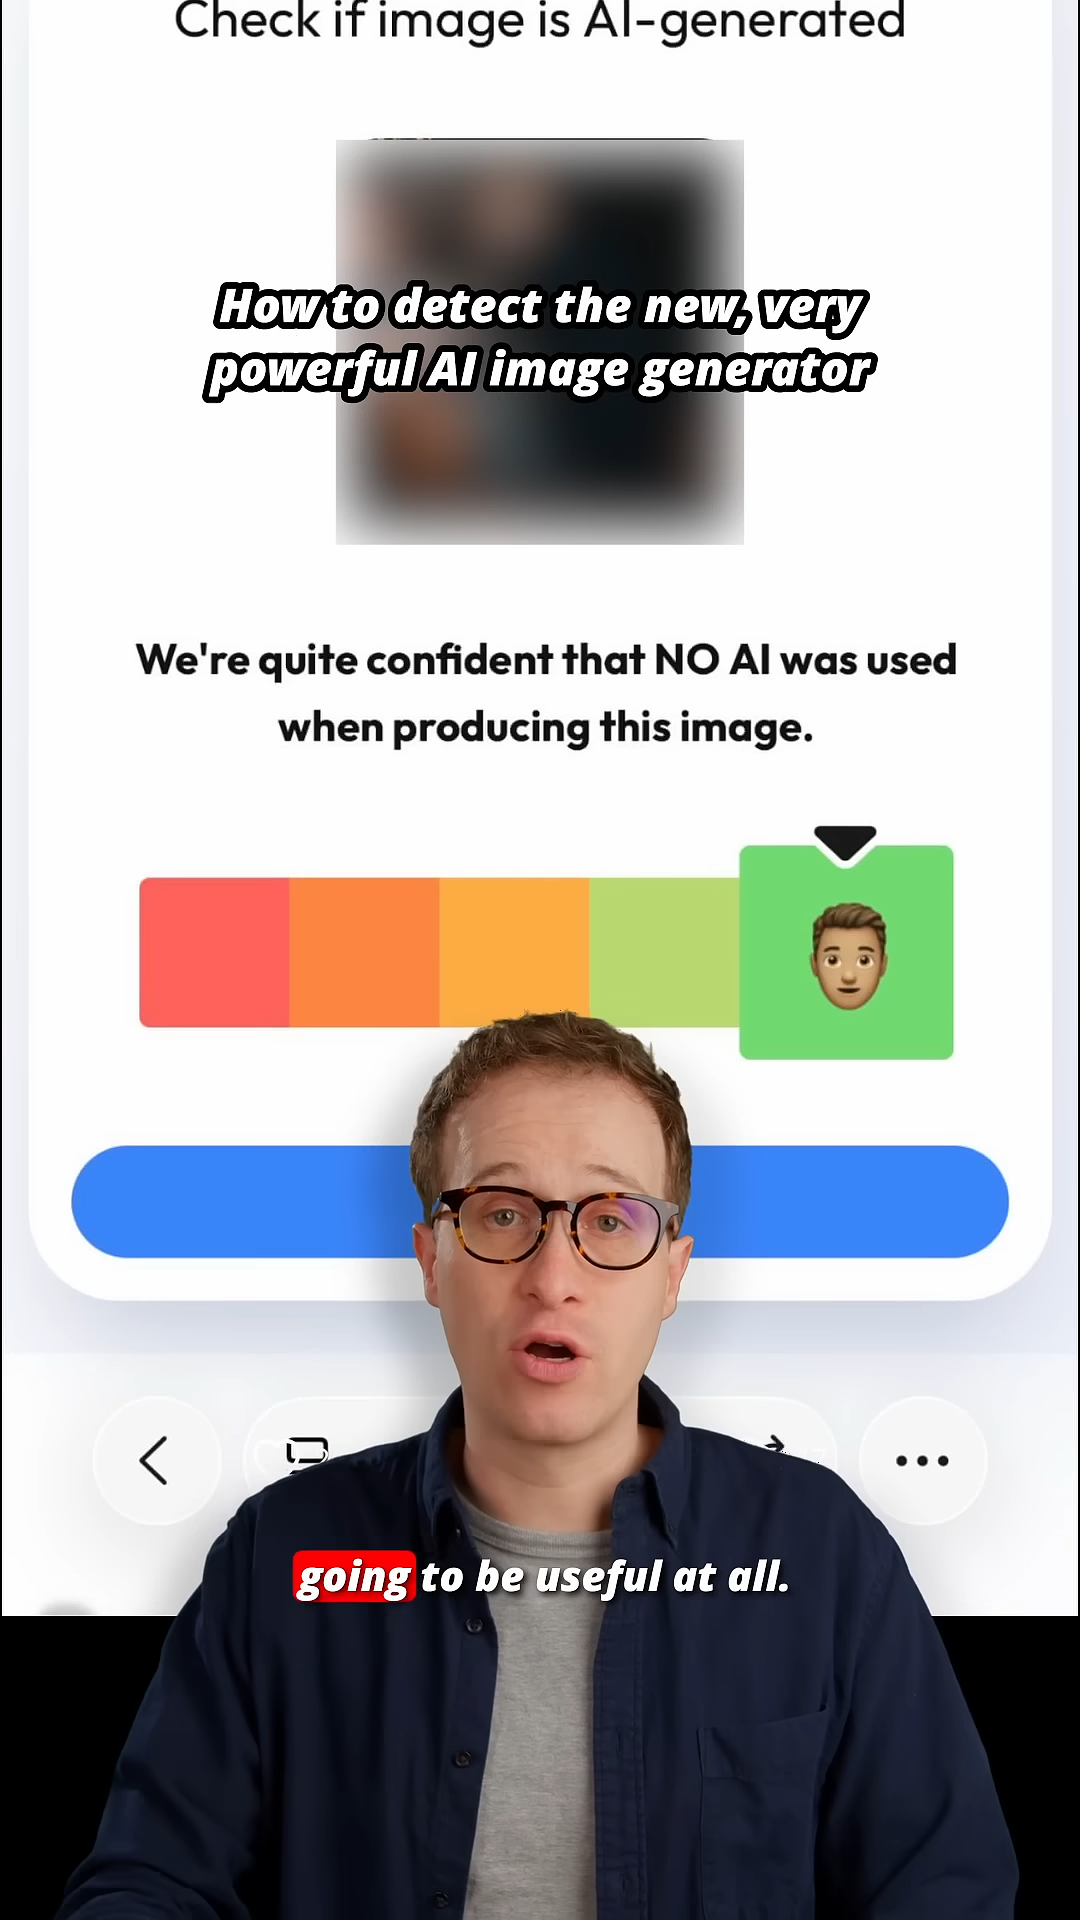 Check if image is AI-generated
How to detect the new, very
powerful AI image generator
We're quite confident that NO AI was used
when producing this image.
going to be useful at all.